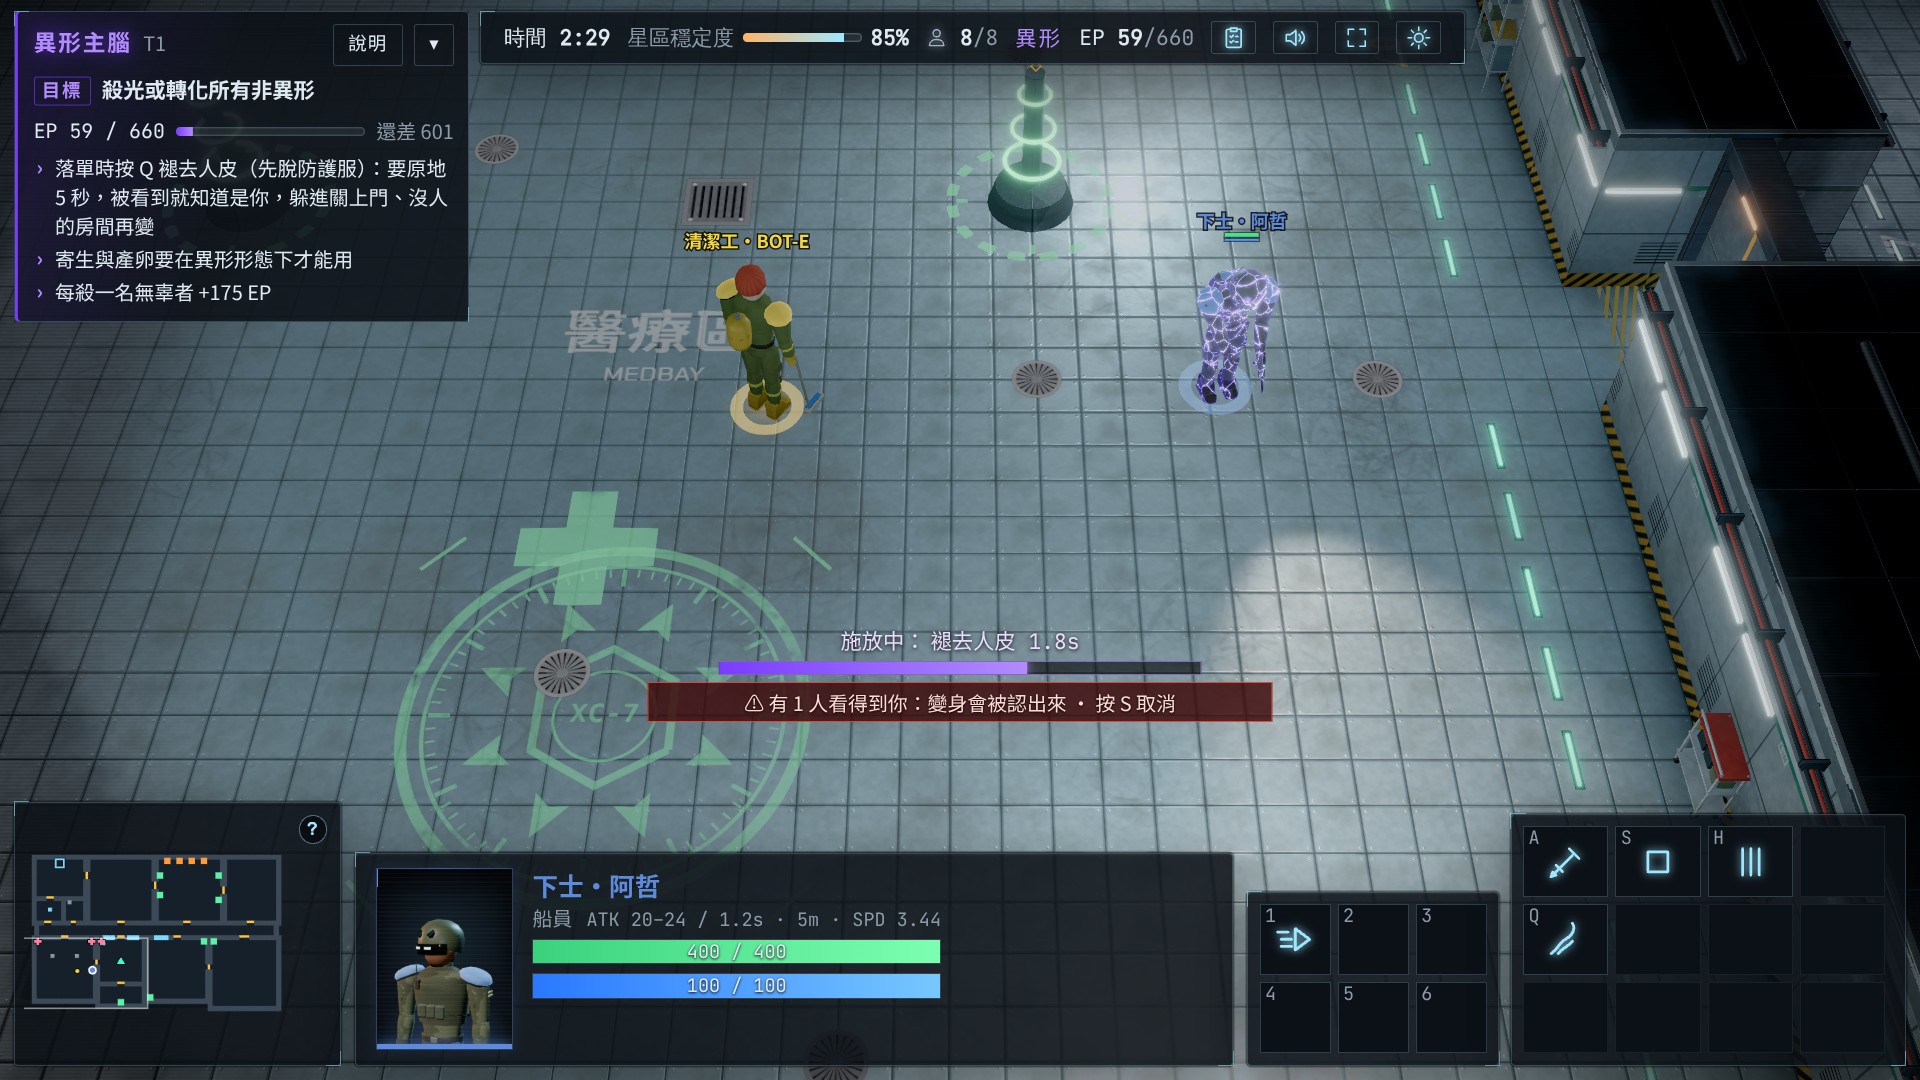 異形主腦 T1
說明
▼
目標 殺光或轉化所有非異形
EP 59 / 660
還差 601
› 落單時按 Q 褪去人皮（先脫防護服）：要原地
5 秒，被看到就知道是你，躲進關上門、沒人
的房間再變
› 寄生與產卵要在異形形態下才能用
› 每殺一名無辜者 +175 EP
時間 2:29 星區穩定度 85% 8/8 異形 EP 59/660
清潔工・BOT-E
下士・阿哲
醫療區
MEDBAY
XC-7
施放中： 褪去人皮 1.8s
⚠ 有 1 人看得到你：變身會被認出來 · 按 S 取消
?
下士・阿哲
船員 ATK 20–24 / 1.2s · 5m · SPD 3.44
400 / 400
100 / 100
1 2 3
4 5 6
A S H
Q